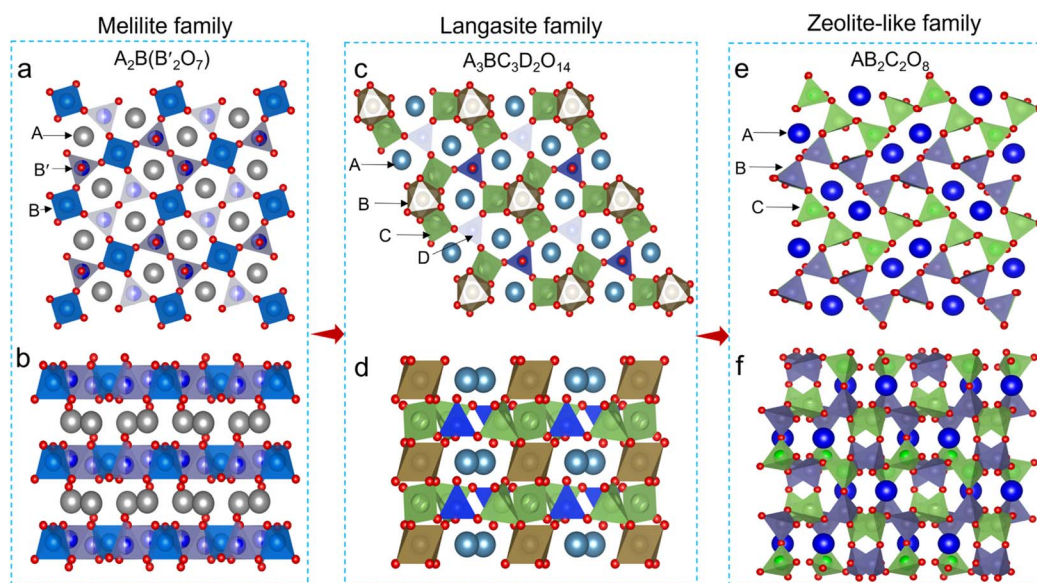 Melilite family
Langasite family
Zeolite-like family
A₂B(B′₂O₇)
A₃BC₃D₂O₁₄
AB₂C₂O₈
a
A
B′
B
c
A
B
C
D
e
A
B
C
b
d
f